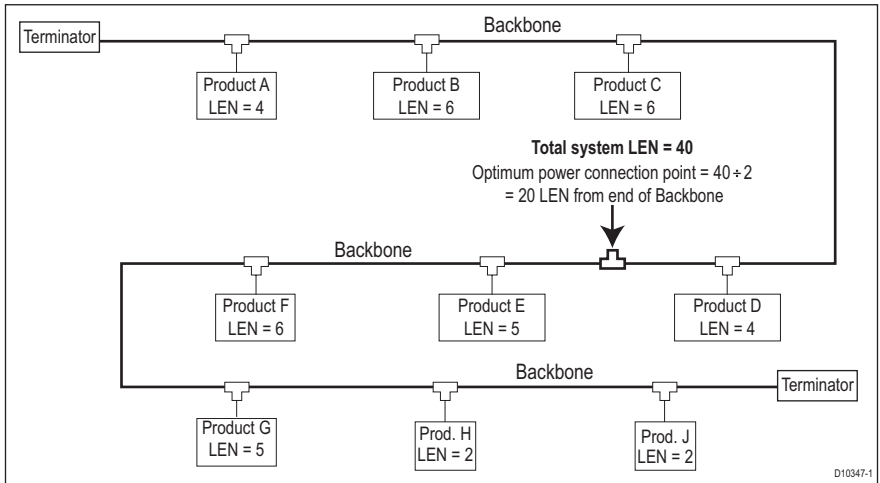 Terminator
Backbone
Product A
LEN = 4
Product B
LEN = 6
Product C
LEN = 6
Total system LEN = 40
Optimum power connection point = 40÷2
= 20 LEN from end of Backbone
Backbone
Product F
LEN = 6
Product E
LEN = 5
Product D
LEN = 4
Backbone
Terminator
Product G
LEN = 5
Prod. H
LEN = 2
Prod. J
LEN = 2
D10347-1